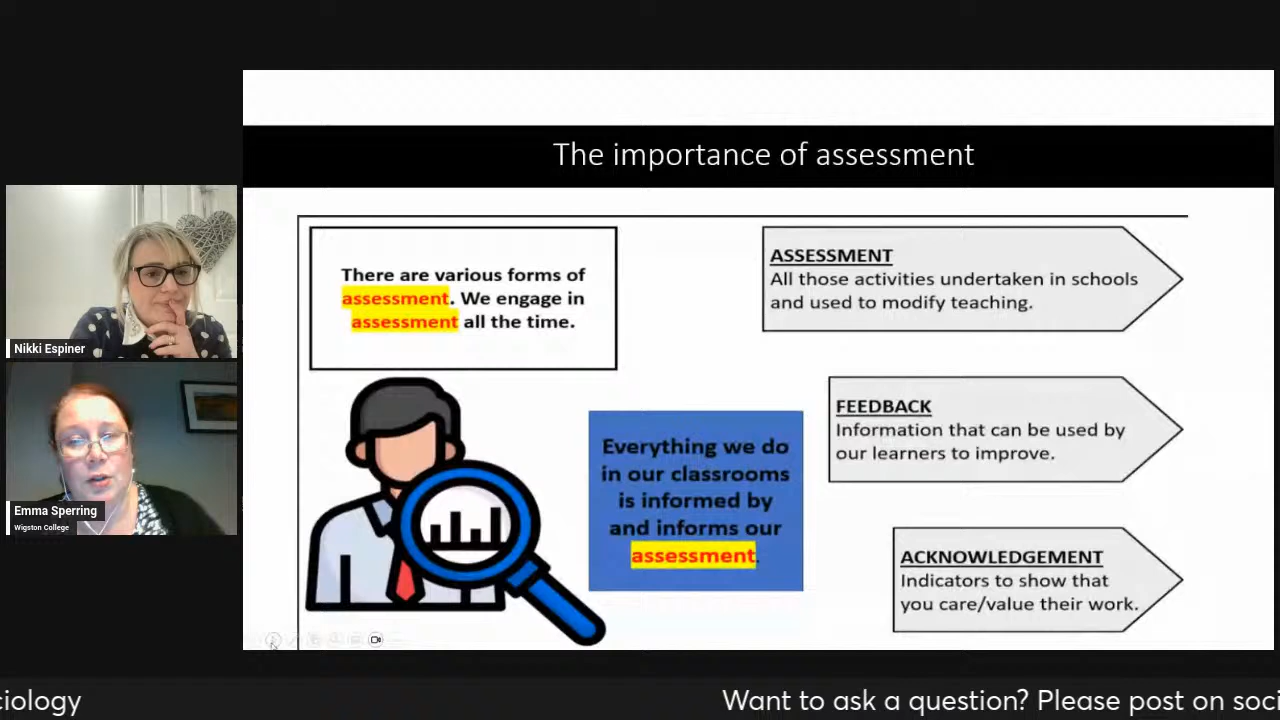 The importance of assessment
There are various forms of
assessment. We engage in
assessment all the time.
ASSESSMENT
All those activities undertaken in schools
and used to modify teaching.
Nikki Espiner
FEEDBACK
Information that can be used by
our learners to improve.
Everything we do
in our classrooms
is informed by
and informs our
assessment.
Emma Sperring
Wigston College
ACKNOWLEDGEMENT
Indicators to show that
you care/value their work.
ciology
Want to ask a question? Please post on soci